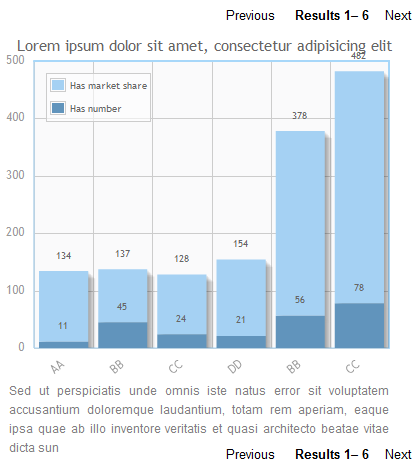 Previous Results 1– 6 Next
Lorem ipsum dolor sit amet, consectetur adipisicing elit
500
400
300
200
100
0
Has market share
Has number
134
137
128
154
378
482
11
45
24
21
56
78
AA
BB
CC
DD
BB
CC
Sed ut perspiciatis unde omnis iste natus error sit voluptatem
accusantium doloremque laudantium, totam rem aperiam, eaque
ipsa quae ab illo inventore veritatis et quasi architecto beatae vitae
dicta sun
Previous Results 1– 6 Next